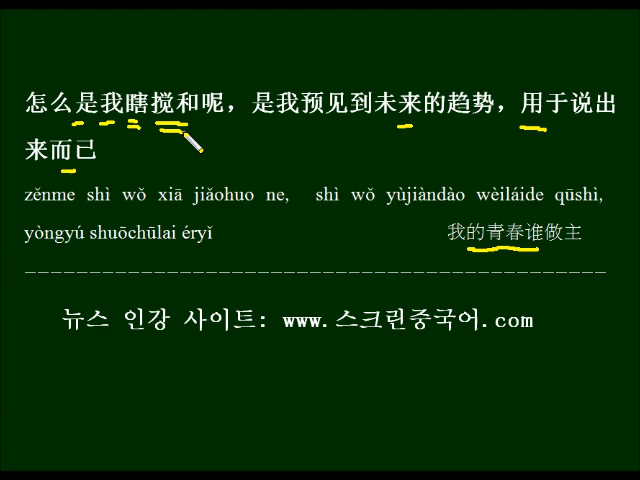 怎么是我瞎搅和呢，是我预见到未来的趋势，用于说出
来而已
zěnme shì wǒ xiā jiǎohuo ne, shì wǒ yùjiàndào wèiláide qūshì,
yòngyú shuōchūlai éryǐ
我的青春谁做主
뉴스 인강 사이트: www.스크린중국어.com